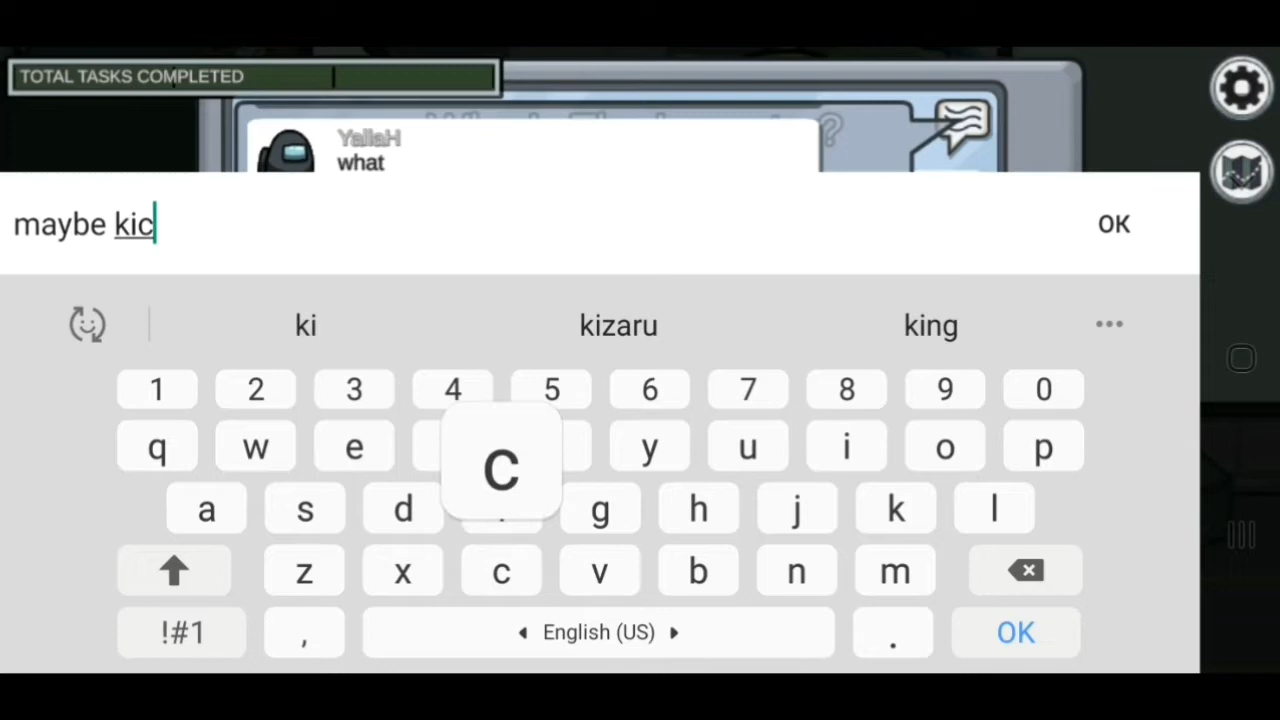 TOTAL TASKS COMPLETED
YallaH
what
maybe kic
OK
ki kizaru king
1 2 3 4 5 6 7 8 9 0
q w e y u i o p
c
a s d g h j k l
z x c v b n m
!#1 , English (US) .
OK